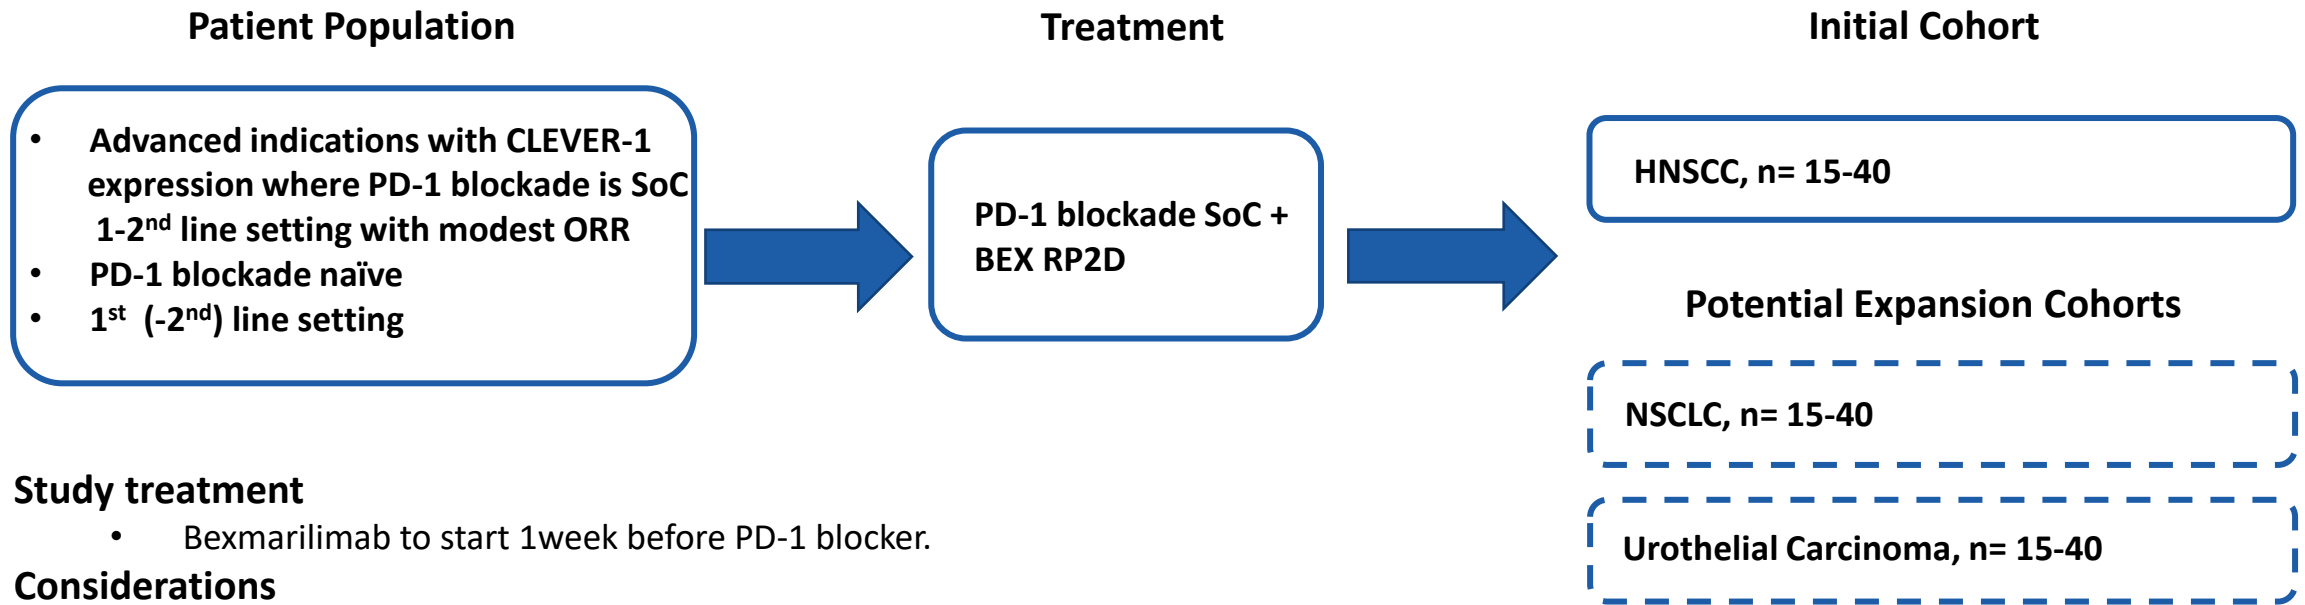 Patient Population
• Advanced indications with CLEVER-1
expression where PD-1 blockade is SoC
1-2nd line setting with modest ORR
• PD-1 blockade naïve
• 1st (-2nd) line setting
Treatment
PD-1 blockade SoC +
BEX RP2D
Initial Cohort
HNSCC, n= 15-40
Potential Expansion Cohorts
NSCLC, n= 15-40
Urothelial Carcinoma, n= 15-40
Study treatment
• Bexmarilimab to start 1week before PD-1 blocker.
Considerations